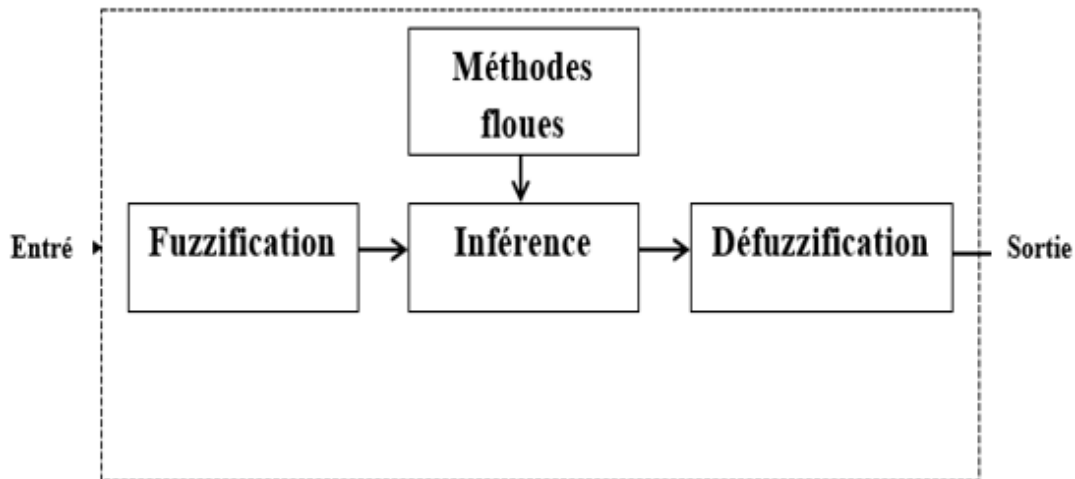 Méthodes
floues
Entré
Fuzzification
Inférence
Défuzzification
Sortie